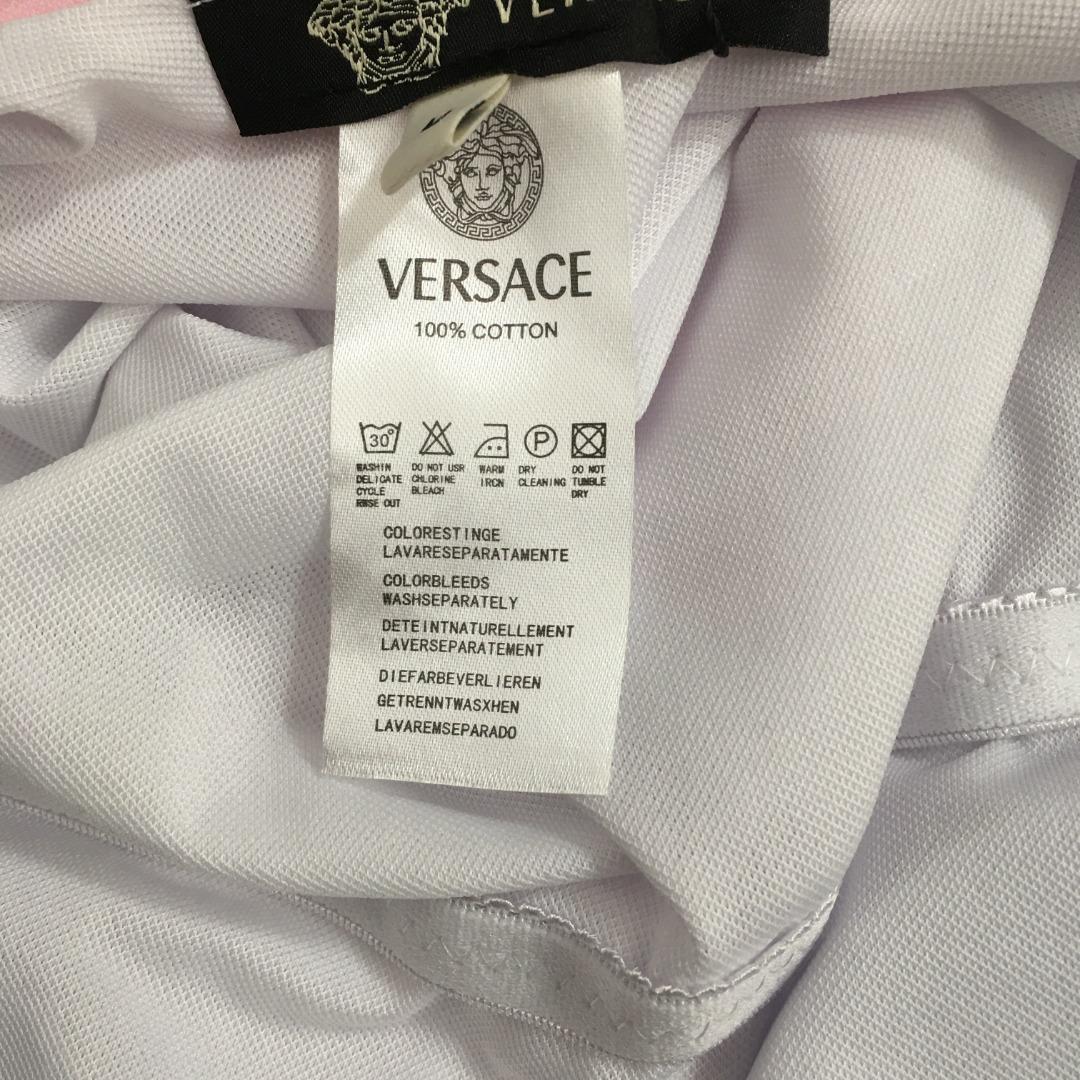 VERSACE
100% COTTON
30°
P
WASHIN DELICATE CYCLE RINSE OUT
DO NOT USR CHLORINE BLEACH
WARM IRCN
DRY CLEANING
DO NOT TUMBLE DRY
COLORESTINGE
LAVARESEPARATAMENTE
COLORBLEEDS
WASHSEPARATELY
DETEINTNATURELLEMENT
LAVERSEPARATEMENT
DIEFARBEVERLIEREN
GETRENNTWASXHEN
LAVAREMSEPARADO